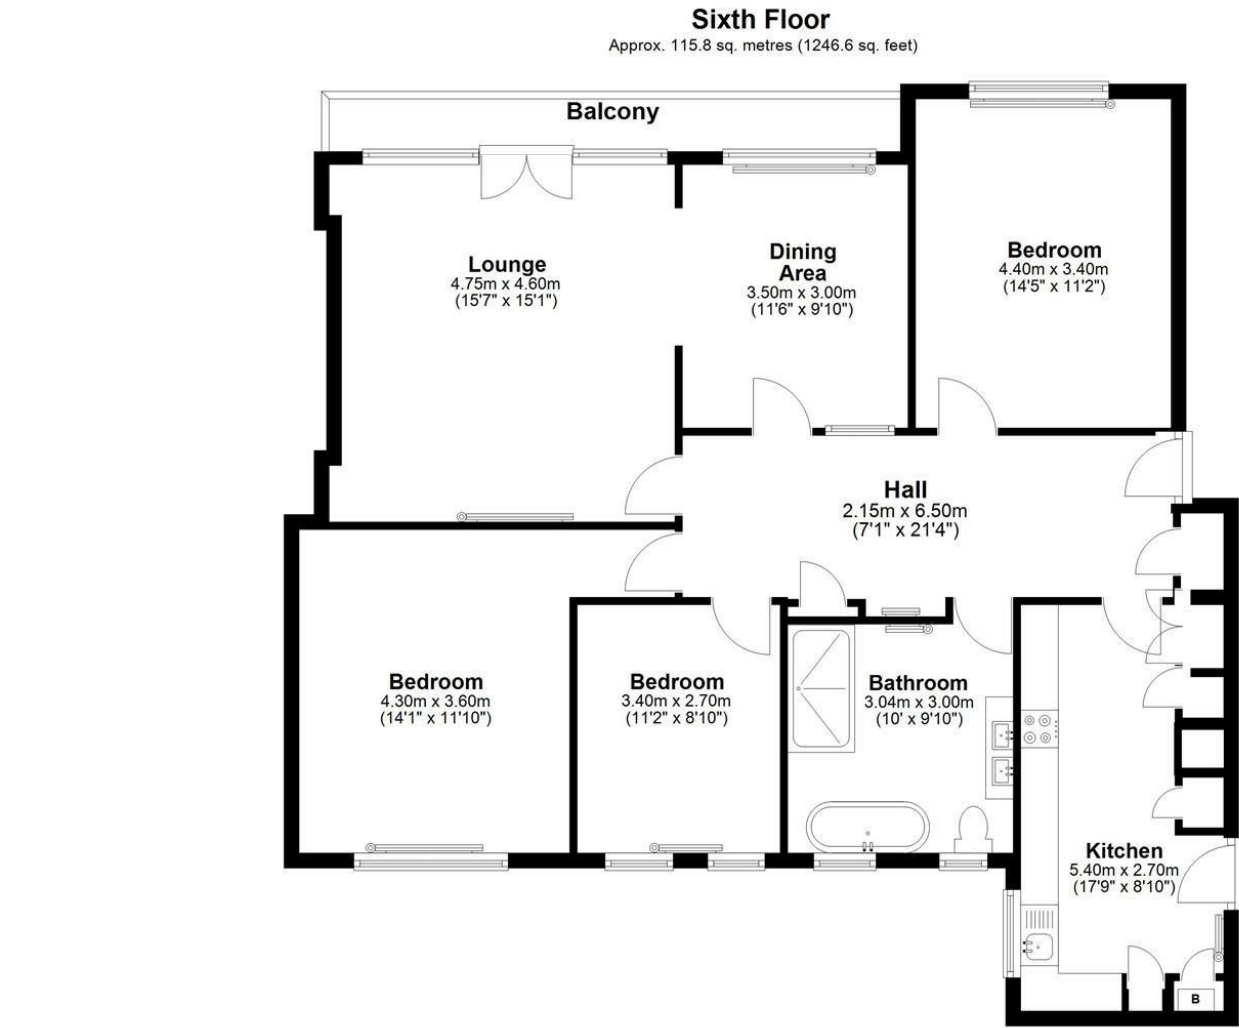 Sixth Floor
Approx. 115.8 sq. metres (1246.6 sq. feet)
Balcony
Lounge
4.75m x 4.60m
(15'7" x 15'1")
Dining
Area
3.50m x 3.00m
(11'6" x 9'10")
Bedroom
4.40m x 3.40m
(14'5" x 11'2")
Hall
2.15m x 6.50m
(7'1" x 21'4")
Bedroom
4.30m x 3.60m
(14'1" x 11'10")
Bedroom
3.40m x 2.70m
(11'2" x 8'10")
Bathroom
3.04m x 3.00m
(10' x 9'10")
Kitchen
5.40m x 2.70m
(17'9" x 8'10")
B